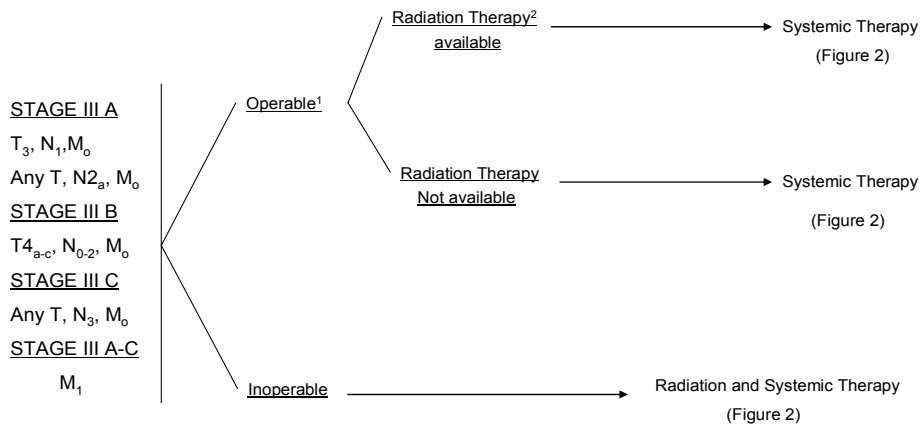 STAGE III A
T₃, N₁,Mₒ
Any T, N2ₐ, Mₒ
STAGE III B
T4a-c, N₀₋₂, Mₒ
STAGE III C
Any T, N₃, Mₒ
STAGE III A-C
M₁
Operable¹
Inoperable
Radiation Therapy²
available
Radiation Therapy
Not available
Systemic Therapy
(Figure 2)
Systemic Therapy
(Figure 2)
Radiation and Systemic Therapy
(Figure 2)